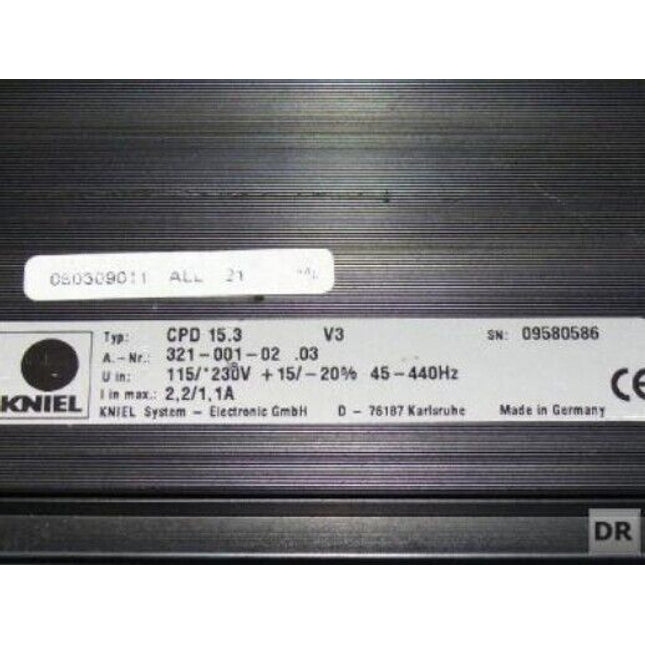 080309011 ALL 21
Typ: CPD 15.3 V3 SN: 09580586
A.-Nr.: 321-001-02 .03
U in: 115/*230V +15/-20% 45-440Hz
I in max.: 2,2/1,1A
KNIEL
KNIEL System - Electronic GmbH D - 76187 Karlsruhe Made in Germany
CE
DR